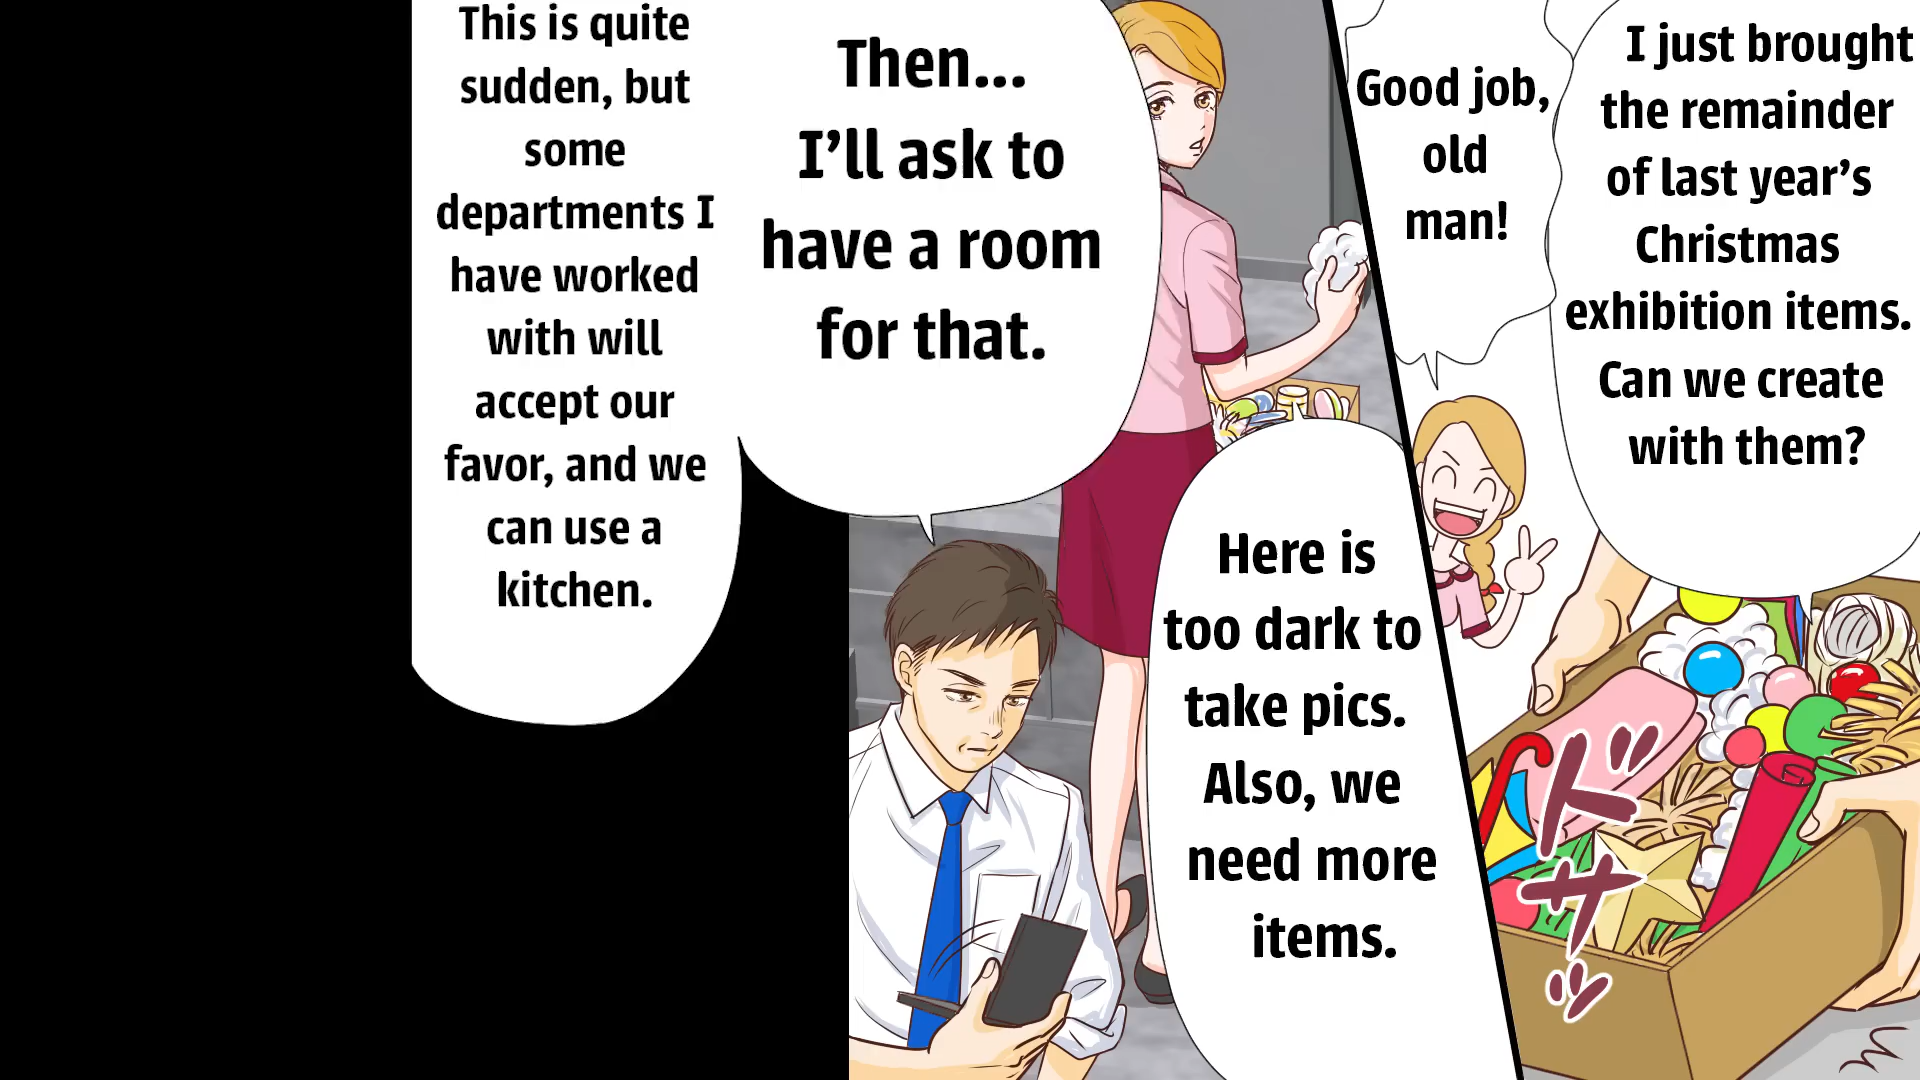 I just brought
the remainder
of last year's
Christmas
exhibition items.
Can we create
with them?
Good job,
old
man!
ドサッ
Here is
too dark to
take pics.
Also, we
need more
items.
Then...
I'll ask to
have a room
for that.
This is quite
sudden, but
some
departments I
have worked
with will
accept our
favor, and we
can use a
kitchen.